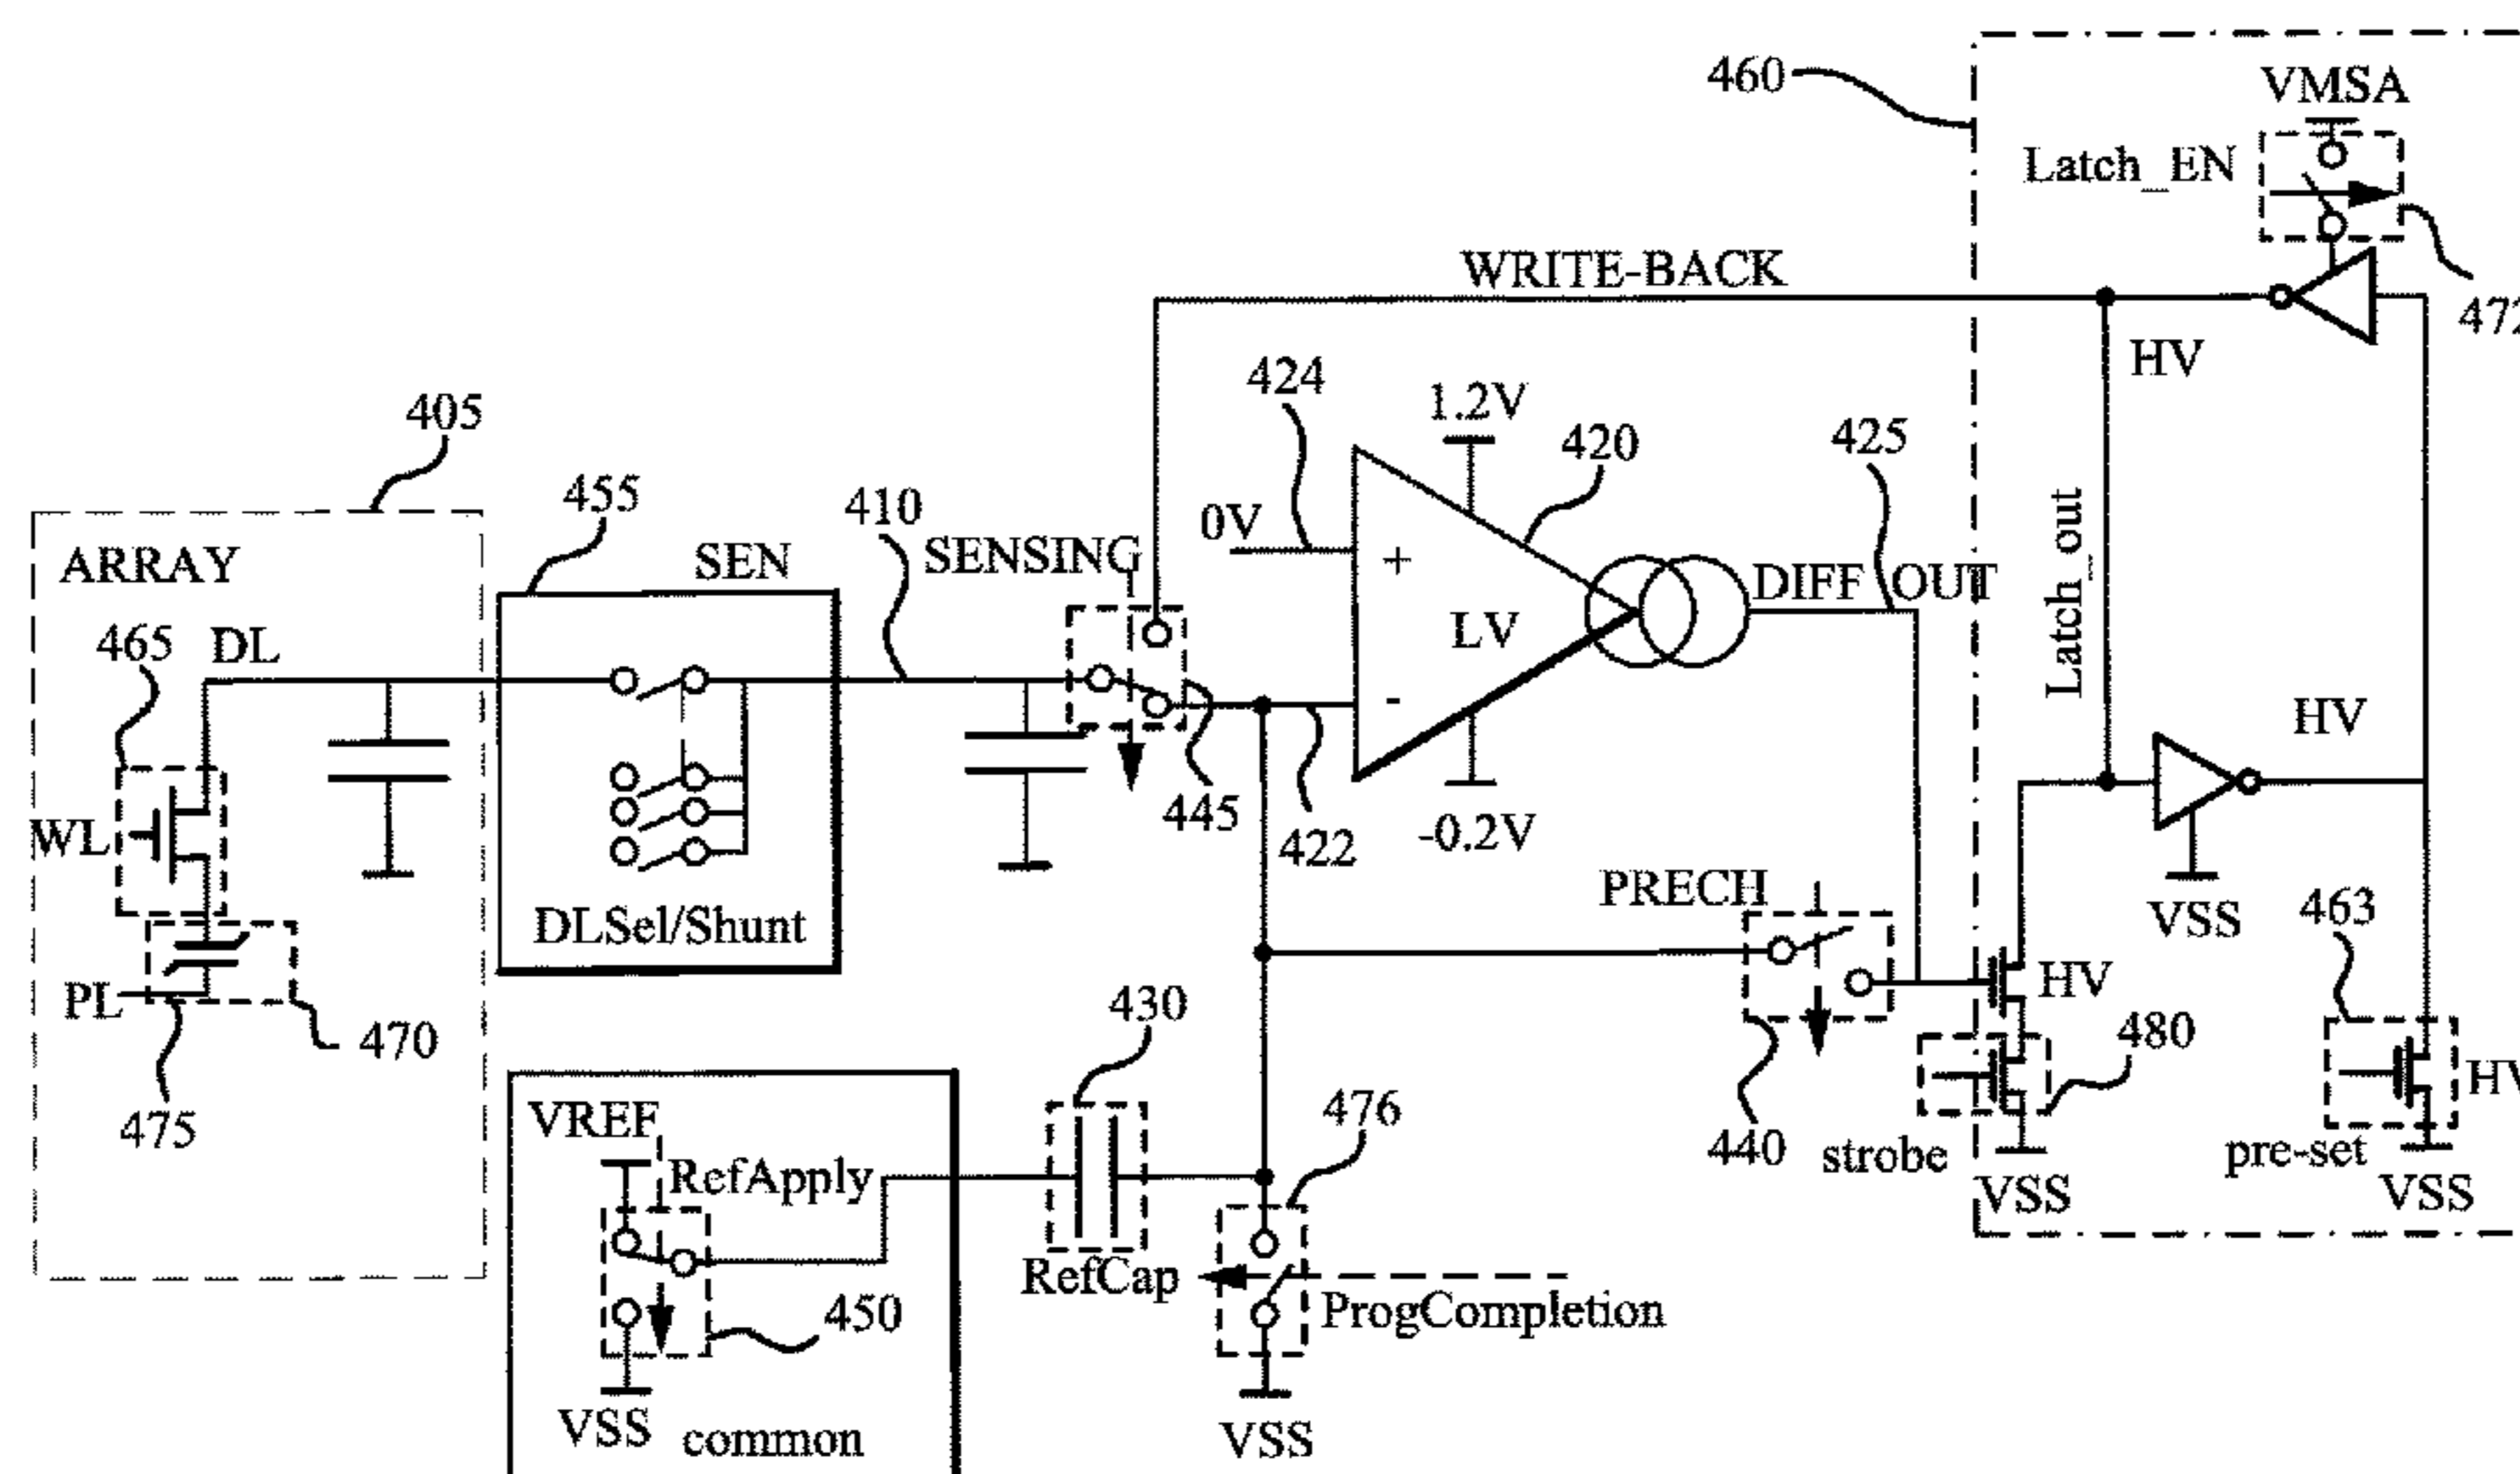 460
VMSA
Latch_EN
WRITE-BACK
HV
424
1.2V
420
425
405
455
410
0V
SENSING
ARRAY
SEN
+
LV
DIFF OUT
Latch_out
465
DL
-
445
422
-0.2V
HV
VSS
WL
DLSel/Shunt
PRECH
463
PL
470
430
HV
480
475
VREF
RefApply
476
440
strobe
VSS
pre-set
VSS
RefCap
ProgCompletion
450
VSS
common
VSS